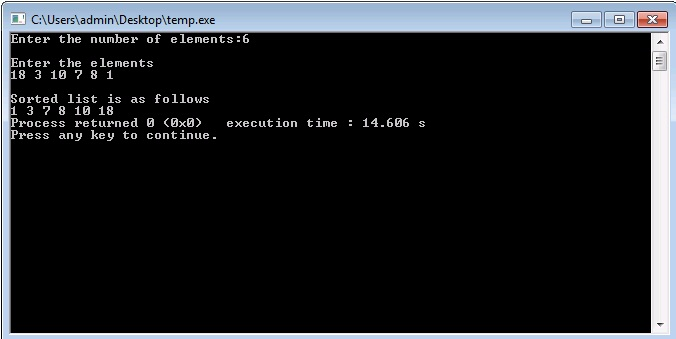 C:\Users\admin\Desktop\temp.exe
Enter the number of elements:6
Enter the elements
18 3 10 7 8 1
Sorted list is as follows
1 3 7 8 10 18
Process returned 0 (0x0)   execution time : 14.606 s
Press any key to continue.